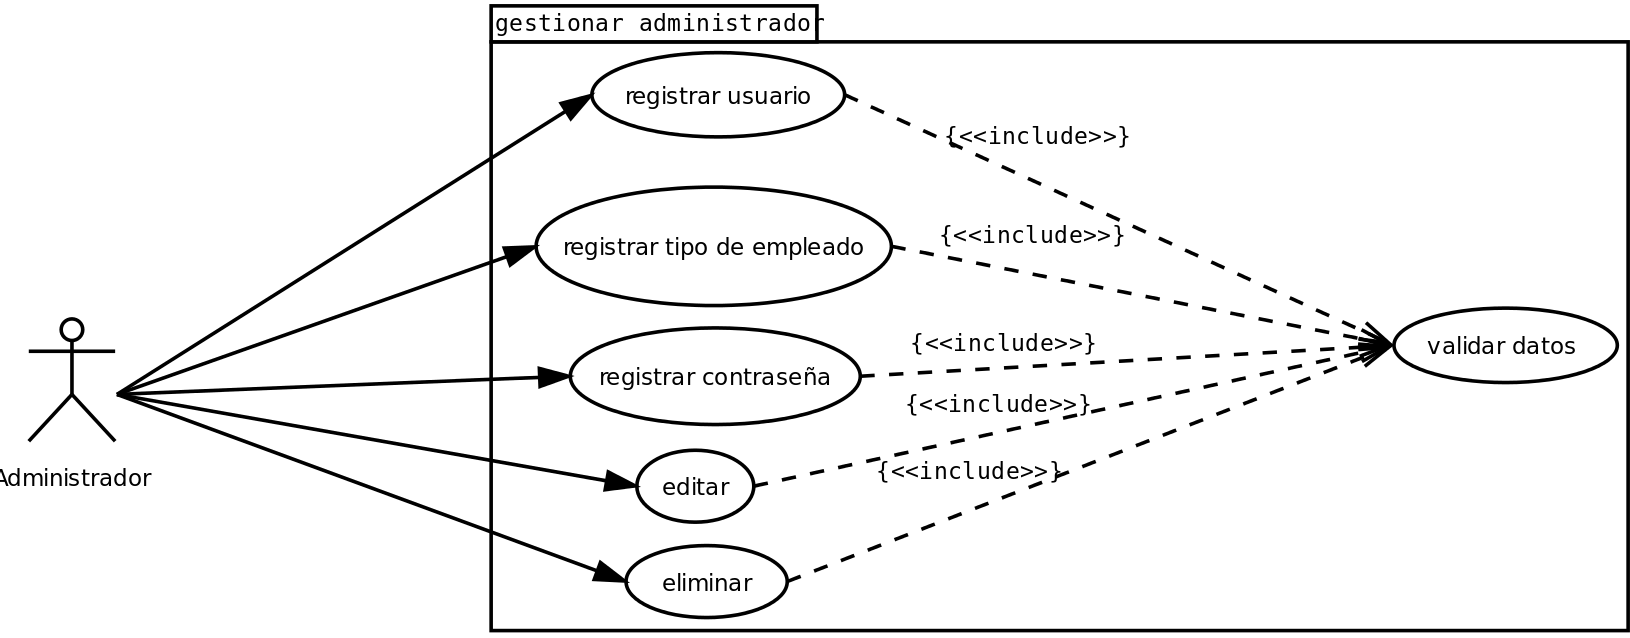 gestionar administrador
registrar usuario
{<<include>>}
registrar tipo de empleado
{<<include>>}
registrar contraseña
{<<include>>}
validar datos
{<<include>>}
editar
{<<include>>}
Administrador
eliminar